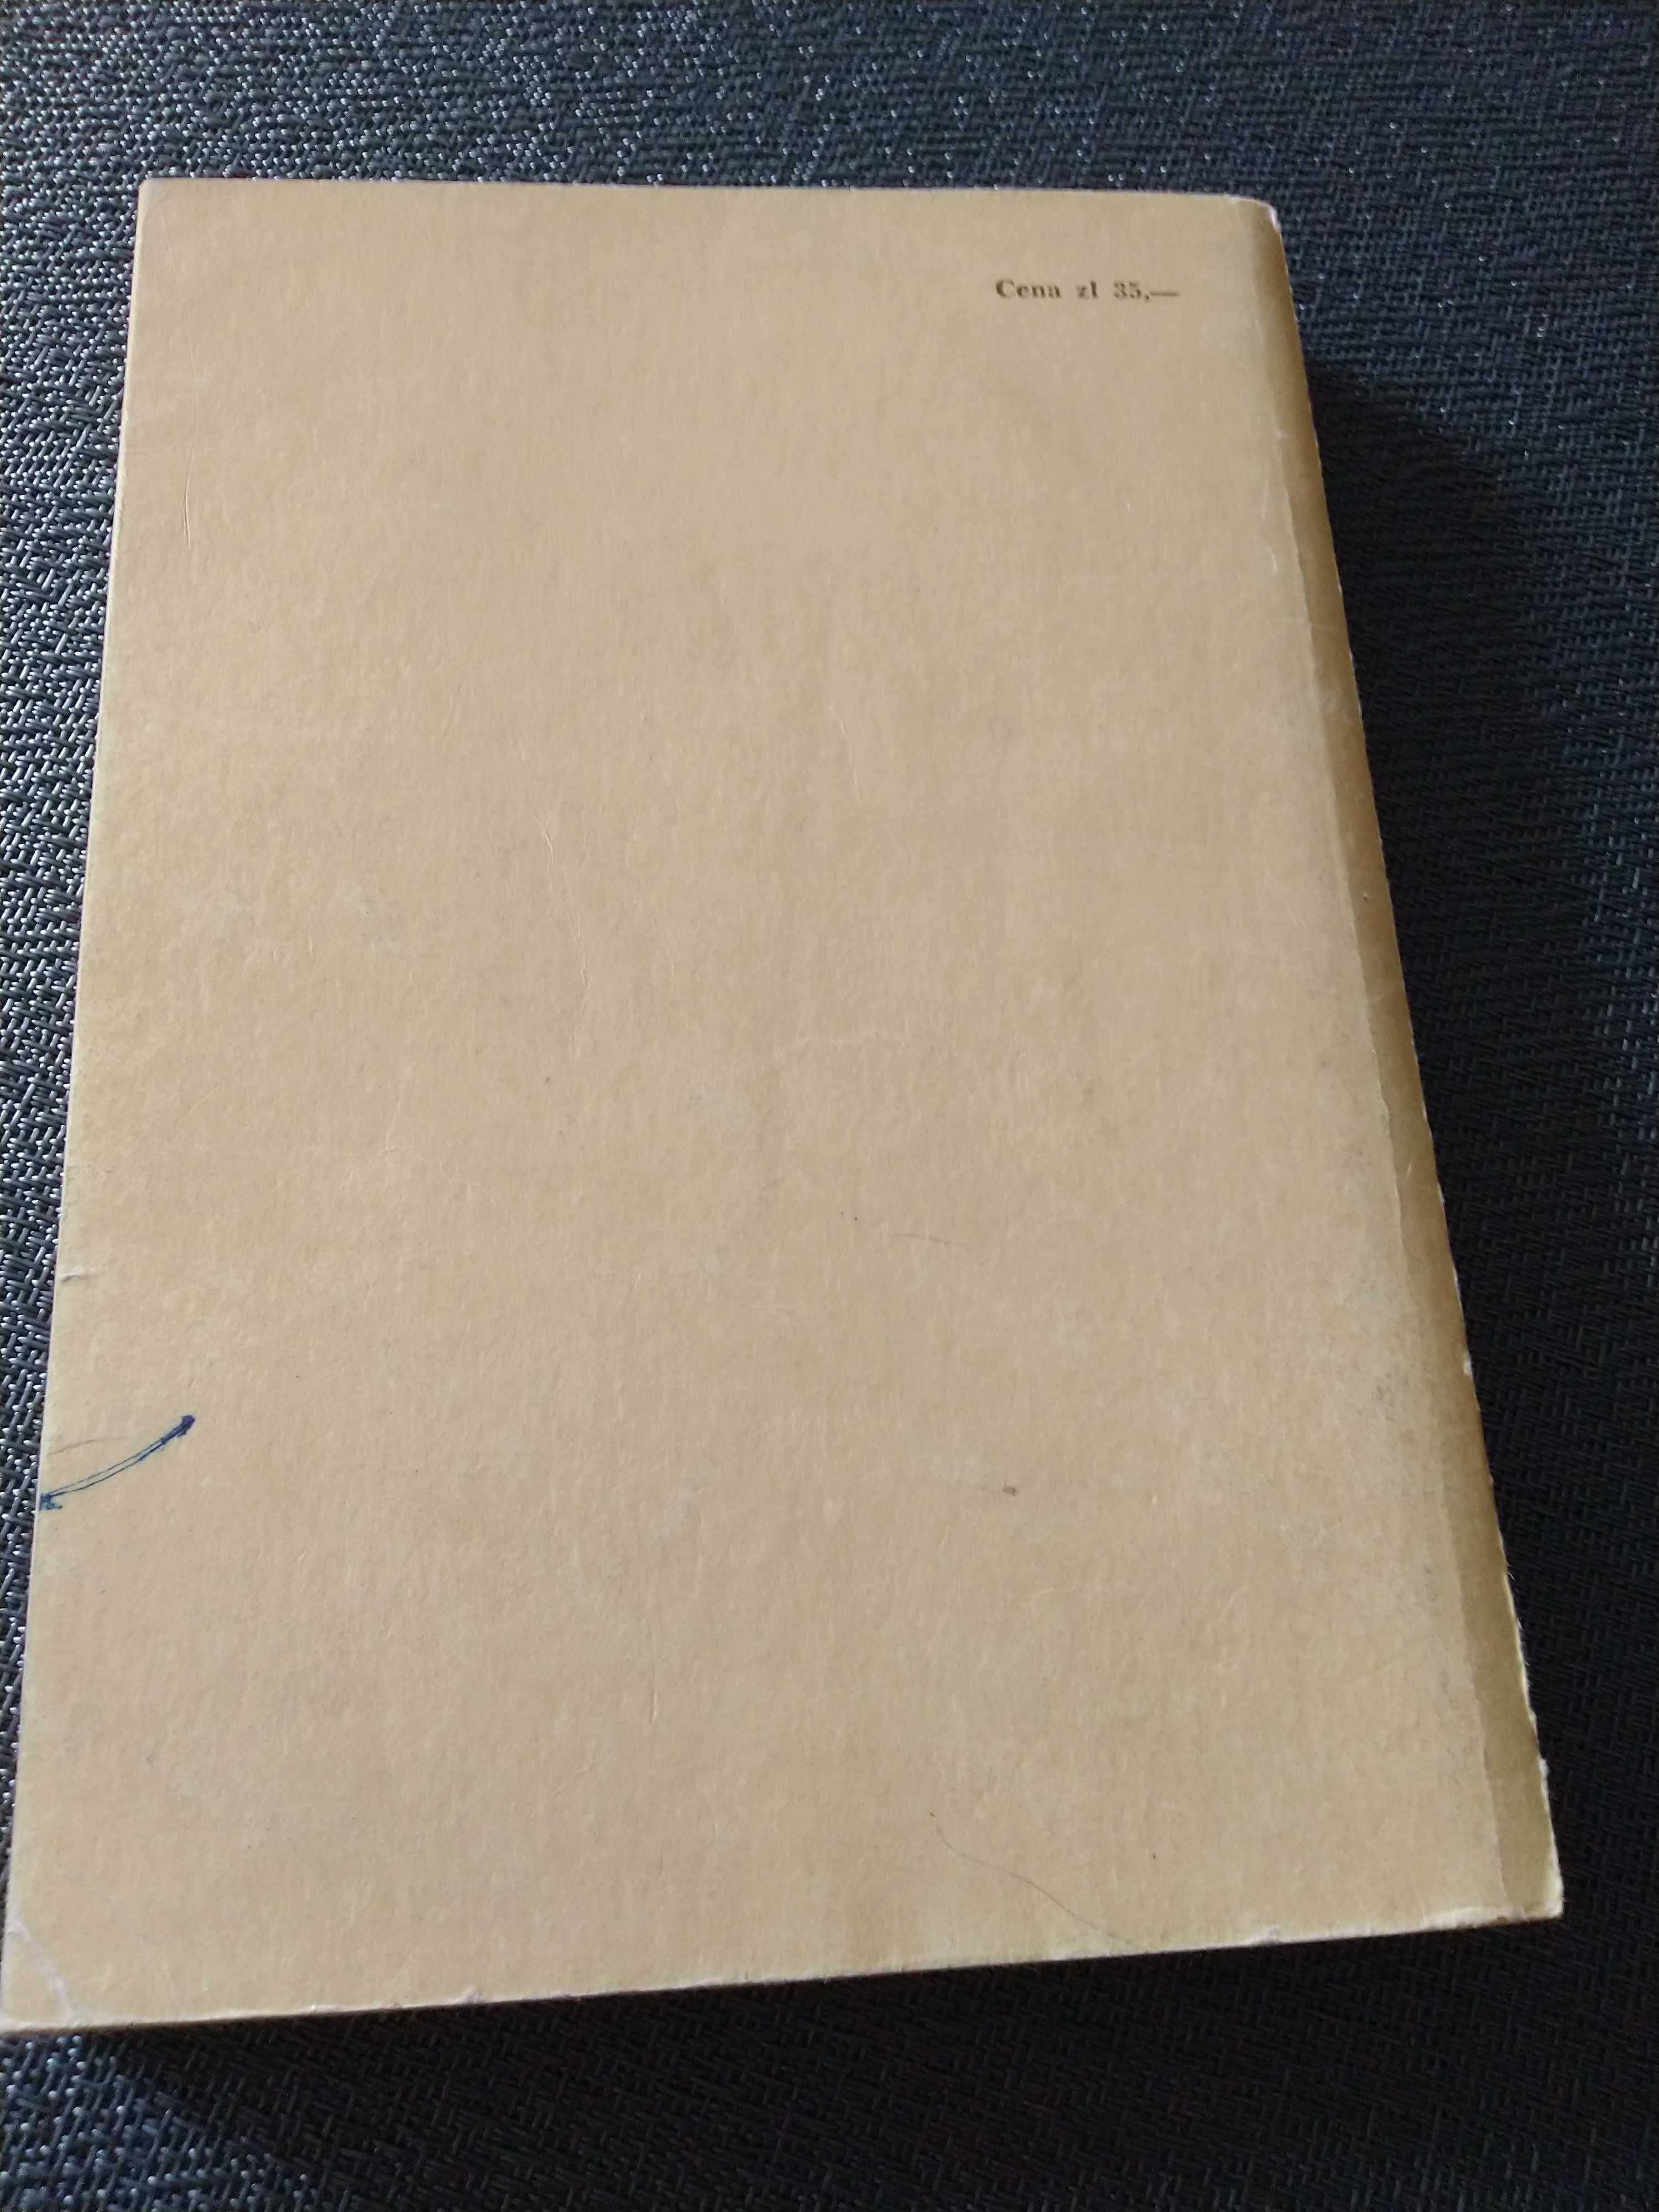 Cena zł 35,—